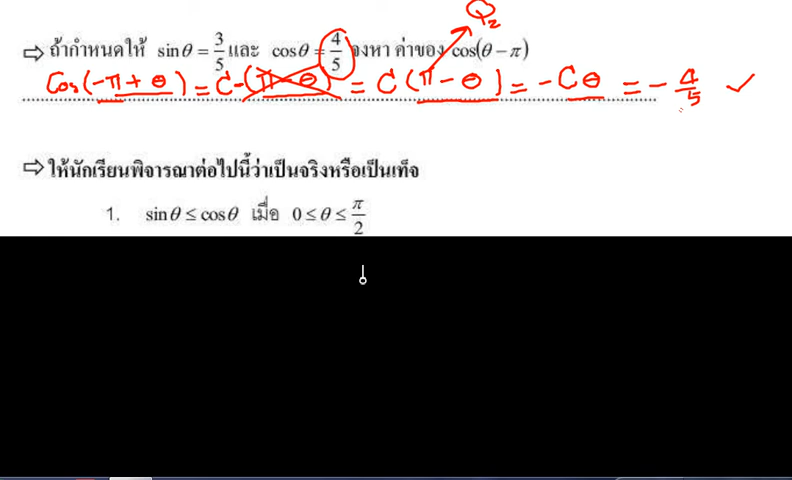 Q₂
⇨ ถ้ากำหนดให้ sinθ = 3/5 และ cosθ = 4/5 จงหา ค่าของ cos(θ − π)
Cos(-π + θ) = C-(π - θ) = C(π - θ) = -Cθ = -4/5 ✓
⇨ ให้นักเรียนพิจารณาต่อไปนี้ว่าเป็นจริงหรือเป็นเท็จ
1. sinθ ≤ cosθ เมื่อ 0 ≤ θ ≤ π/2